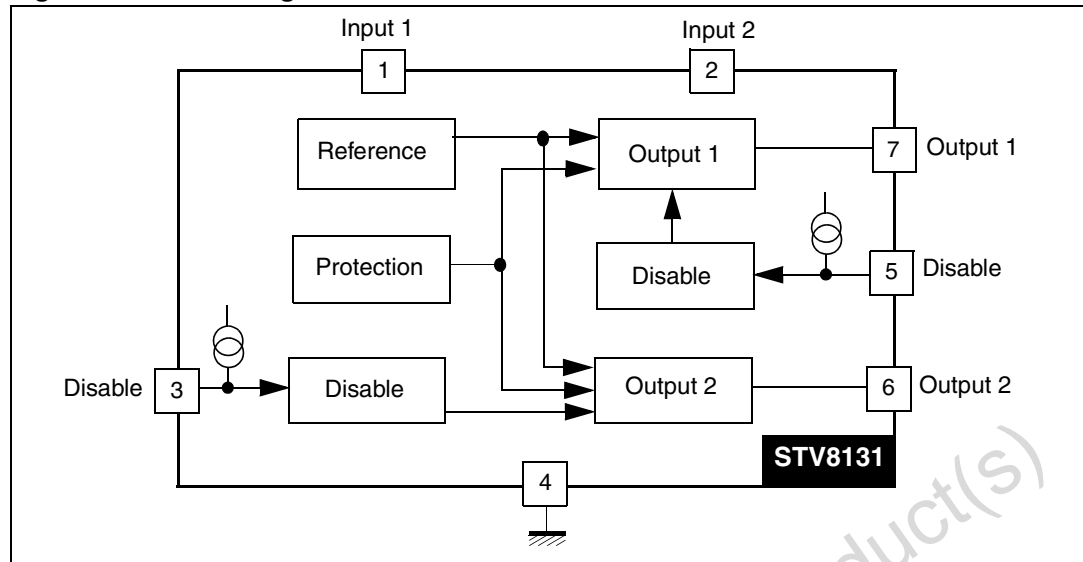 Input 1
Input 2
1
2
Reference
Output 1
7
Output 1
Protection
Disable
5
Disable
Disable
3
Disable
Output 2
6
Output 2
STV8131
4
duct(s)